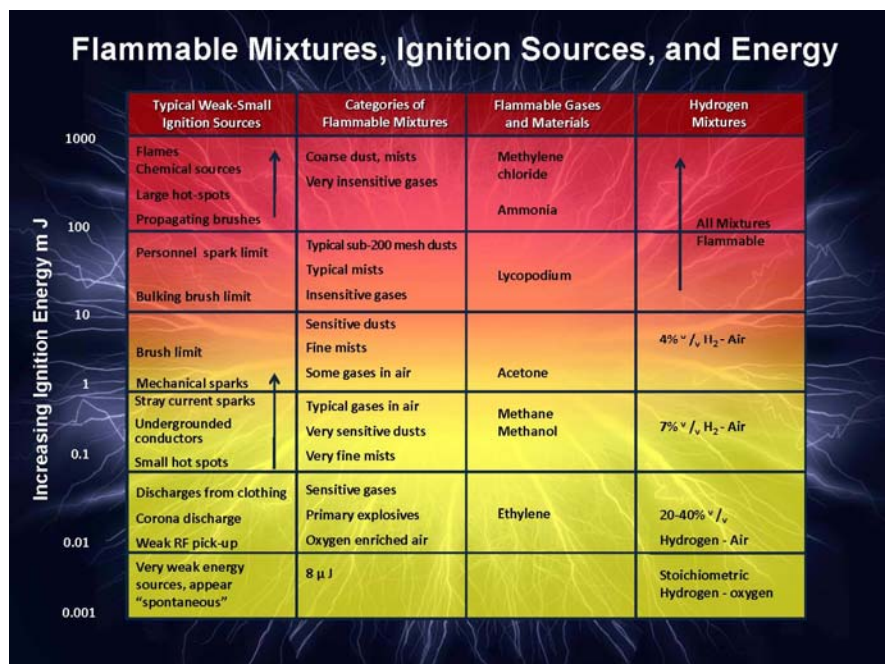 Flammable Mixtures, Ignition Sources, and Energy
Increasing Ignition Energy m J
Typical Weak-Small
Ignition Sources
Categories of
Flammable Mixtures
Flammable Gases
and Materials
Hydrogen
Mixtures
1000
Flames
Chemical sources
Large hot-spots
Propagating brushes
Coarse dust, mists
Very insensitive gases
Methylene
chloride
Ammonia
All Mixtures
Flammable
100
Personnel spark limit
Bulking brush limit
Typical sub-200 mesh dusts
Typical mists
Insensitive gases
Lycopodium
10
Brush limit
Mechanical sparks
Sensitive dusts
Fine mists
Some gases in air
Acetone
4% v/v H2 - Air
1
Stray current sparks
Undergrounded
conductors
Small hot spots
Typical gases in air
Very sensitive dusts
Very fine mists
Methane
Methanol
7% v/v H2 - Air
0.1
Discharges from clothing
Corona discharge
Weak RF pick-up
Sensitive gases
Primary explosives
Oxygen enriched air
Ethylene
20-40% v/v
Hydrogen - Air
0.01
Very weak energy
sources, appear
“spontaneous”
8 µ J
Stoichiometric
Hydrogen - oxygen
0.001